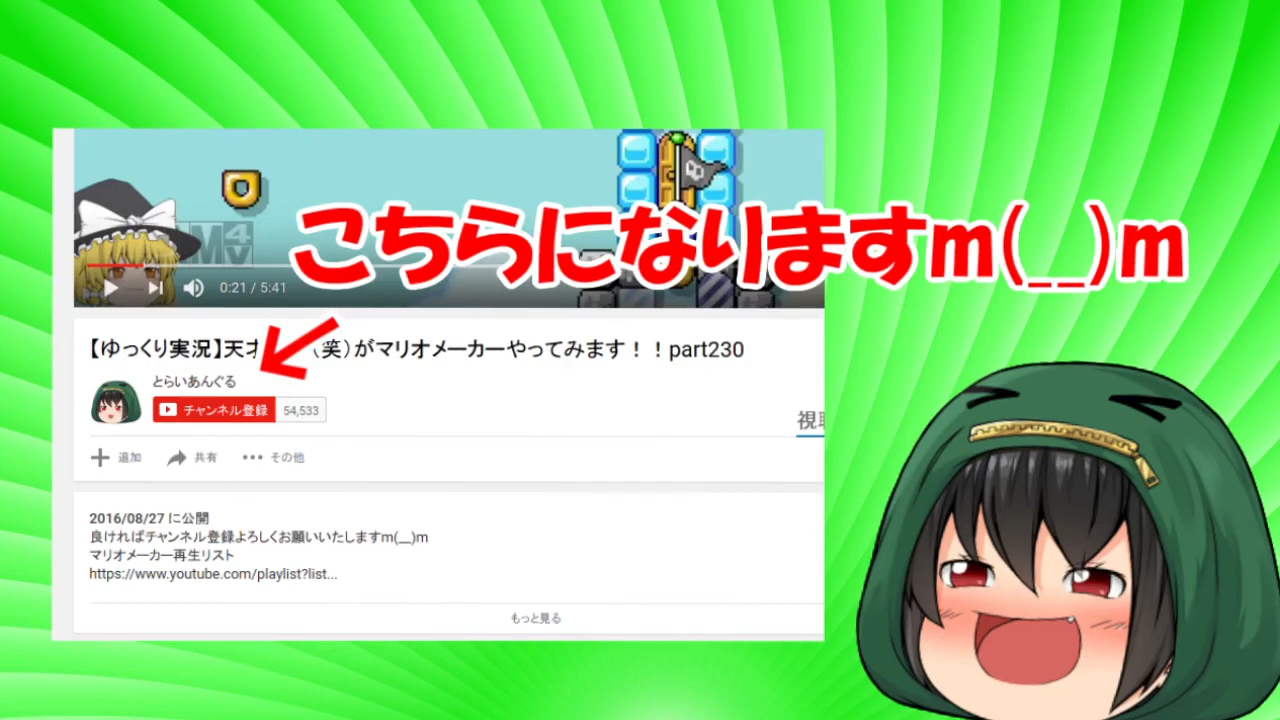 こちらになりますm(__)m
0:21 / 5:41
【ゆっくり実況】天才 （笑）がマリオメーカーやってみます！！part230
とらいあんぐる
チャンネル登録 54,533
視聴
追加 共有 その他
2016/08/27 に公開
良ければチャンネル登録よろしくお願いいたしますm(__)m
マリオメーカー再生リスト
https://www.youtube.com/playlist?list...
もっと見る